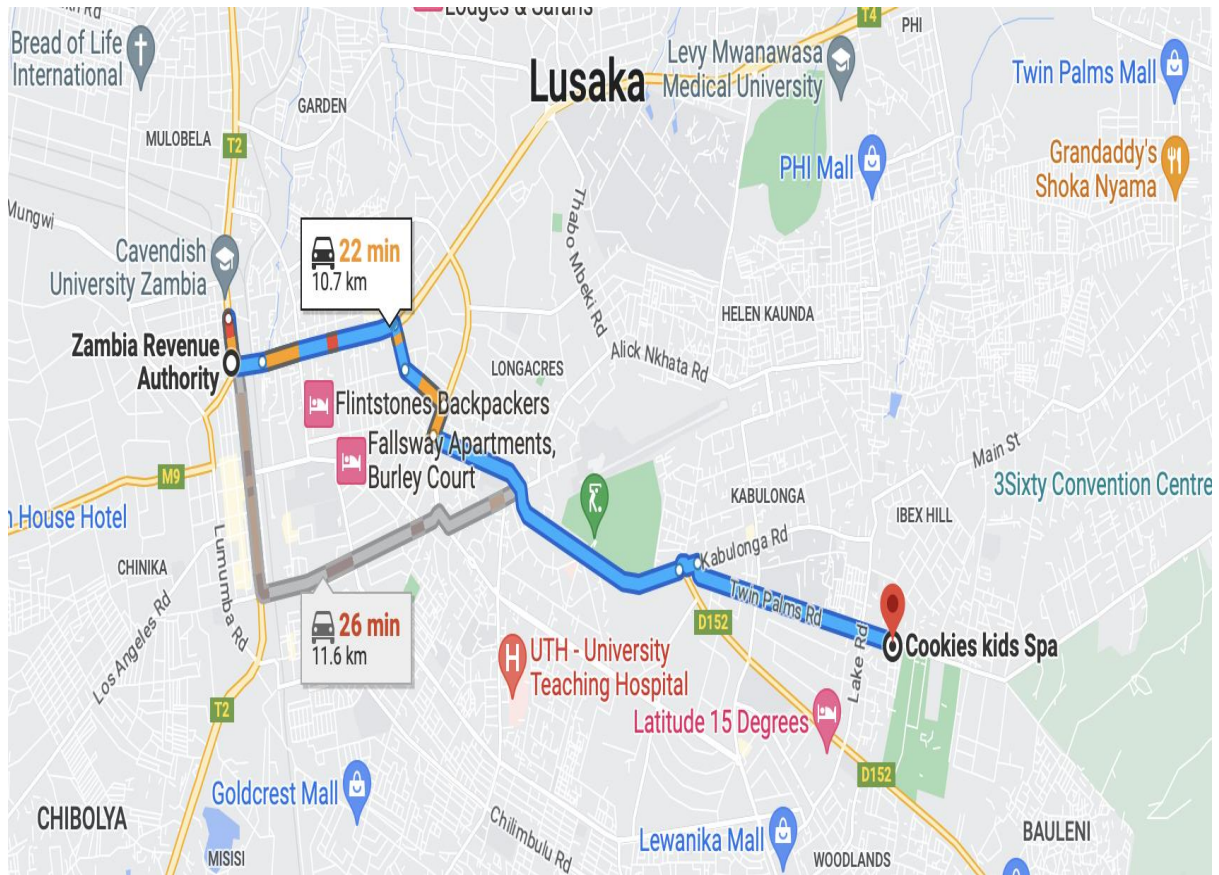 Lodges & Safaris
T4
PHI
Bread of Life
International
Lusaka
Levy Mwanawasa
Medical University
Twin Palms Mall
GARDEN
MULOBELA
T2
PHI Mall
Grandaddy's
Shoka Nyama
Mungwi
Thabo Mbeki Rd
Cavendish
University Zambia
22 min
10.7 km
HELEN KAUNDA
Zambia Revenue
Authority
LONGACRES
Alick Nkhata Rd
Flintstones Backpackers
Fallsway Apartments,
Burley Court
Main St
M9
3Sixty Convention Centre
KABULONGA
IBEX HILL
n House Hotel
Kabulonga Rd
CHINIKA
Lumumba Rd
Los Angeles Rd
Twin Palms Rd
26 min
11.6 km
D152
Lake Rd
Cookies kids Spa
UTH - University
Teaching Hospital
T2
Latitude 15 Degrees
D152
Goldcrest Mall
CHIBOLYA
Chilimbulu Rd
Lewanika Mall
BAULENI
MISISI
WOODLANDS